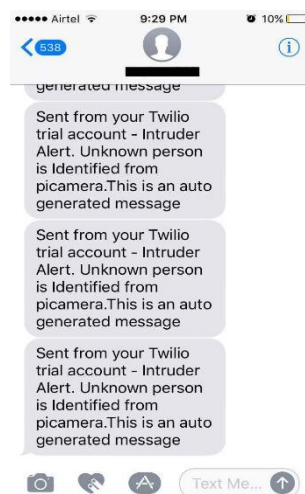 Airtel 9:29 PM 10%
538
generated message
Sent from your Twilio
trial account - Intruder
Alert. Unknown person
is Identified from
picamera.This is an auto
generated message
Sent from your Twilio
trial account - Intruder
Alert. Unknown person
is Identified from
picamera.This is an auto
generated message
Sent from your Twilio
trial account - Intruder
Alert. Unknown person
is Identified from
picamera.This is an auto
generated message
Text Me...